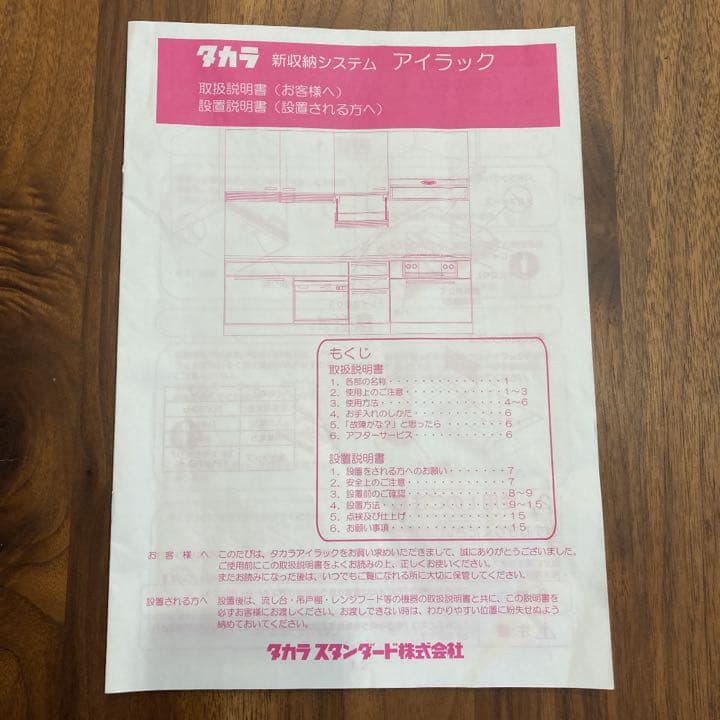 タカラ 新収納システム アイラック
取扱説明書（お客様へ）
設置説明書（設置される方へ）
もくじ
取扱説明書
1．各部の名称・・・・・・・・・・・・・・1
2．使用上のご注意・・・・・・・・・・・1～3
3．使用方法・・・・・・・・・・・・・・4～6
4．お手入れのしかた・・・・・・・・・・・6
5．「故障かな？」と思ったら・・・・・・・6
6．アフターサービス・・・・・・・・・・・6
設置説明書
1．設置をされる方へのお願い・・・・・・・7
2．安全上のご注意・・・・・・・・・・・・7
3．設置前のご確認・・・・・・・・・・・8～9
4．設置方法・・・・・・・・・・・・・9～15
5．点検及び仕上げ・・・・・・・・・・・15
6．お願い事項・・・・・・・・・・・・・15
お客様へ このたびは、タカラアイラックをお買い求めいただきまして、誠にありがとうございました。
ご使用前にこの取扱説明書をよくお読みの上、正しくお使いください。
またお読みになった後は、いつでもご覧になれる所に大切に保管してください。
設置される方へ 設置後は、流し台・吊戸棚・レンジフード等の機器の取扱説明書と共に、この説明書を
必ずお客様にお渡しください。お渡しできない時は、わかりやすい位置に紛失せぬよう
納めておいてください。
タカラスタンダード株式会社